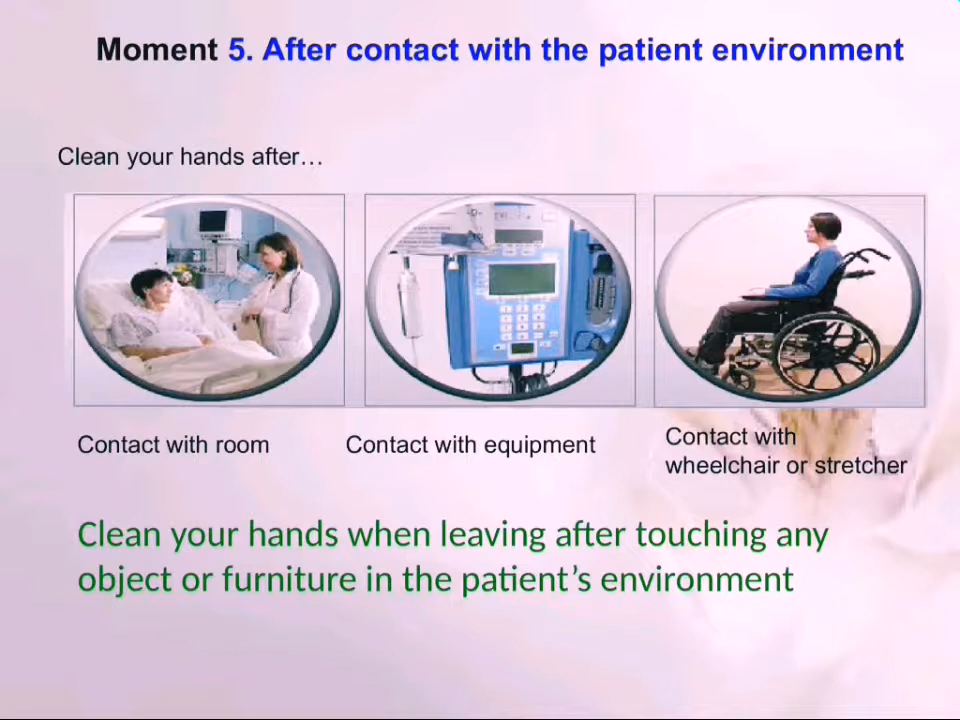 Moment 5. After contact with the patient environment
Clean your hands after…
Contact with room
Contact with equipment
Contact with
wheelchair or stretcher
Clean your hands when leaving after touching any
object or furniture in the patient’s environment